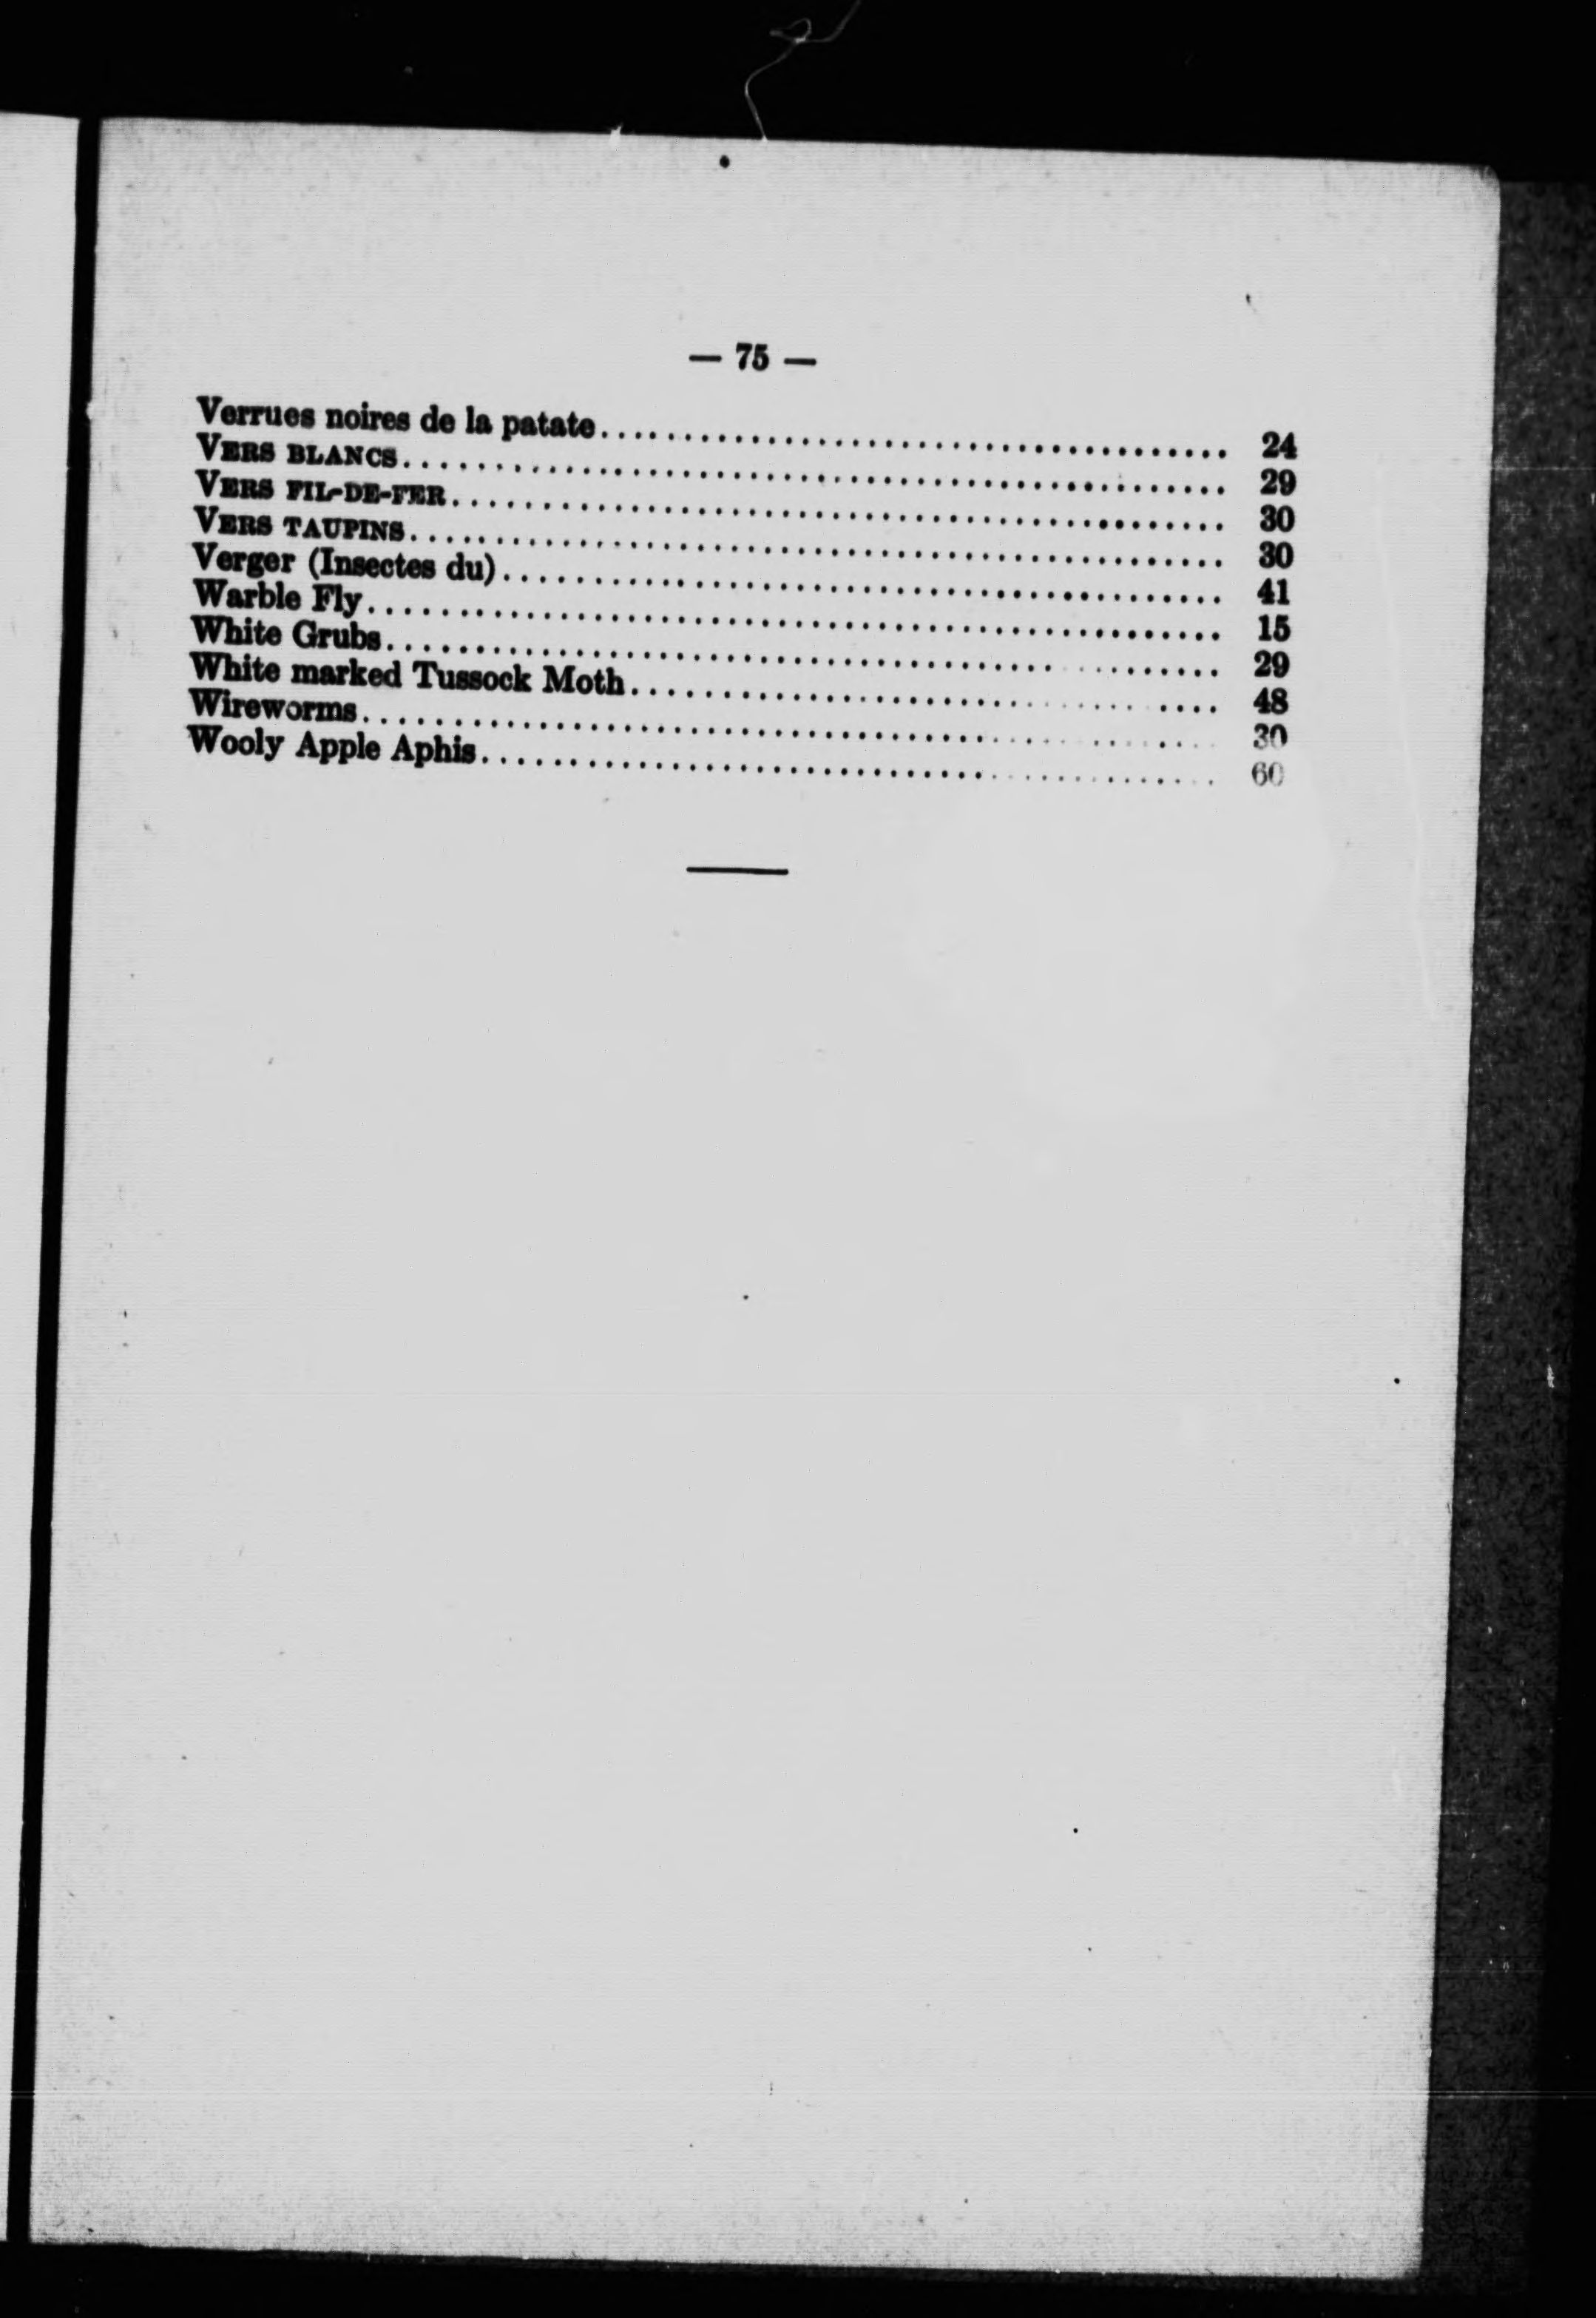 — 75 —
Verrues noires de la patate........................................ 24
VERS BLANCS........................................ 29
VERS FIL-DE-FER........................................ 30
VERS TAUPINS........................................ 30
Verger (Insectes du)........................................ 41
Warble Fly........................................ 15
White Grubs........................................ 29
White marked Tussock Moth........................................ 48
Wireworms........................................ 30
Wooly Apple Aphis........................................ 60